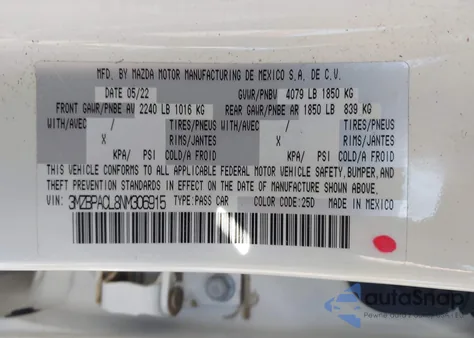 MFD. BY MAZDA MOTOR MANUFACTURING DE MEXICO S.A. DE C.V.
DATE 05/22 GVWR/PNBV 4079 LB 1850 KG
FRONT GAWR/PNBE AV 2240 LB 1016 KG REAR GAWR/PNBE AR 1850 LB 839 KG
WITH/AVEC / TIRES/PNEUS WITH/AVEC / TIRES/PNEUS
X RIMS/JANTES X RIMS/JANTES
KPA/ PSI COLD/A FROID KPA/ PSI COLD/A FROID
THIS VEHICLE CONFORMS TO ALL APPLICABLE FEDERAL MOTOR VEHICLE SAFETY, BUMPER, AND
THEFT PREVENTION STANDARDS IN EFFECT ON THE DATE OF MANUFACTURE SHOWN ABOVE.
VIN: 3MZBPACL8NM306915 TYPE: PASS CAR COLOR CODE: 25D MADE IN MEXICO
autoSnap